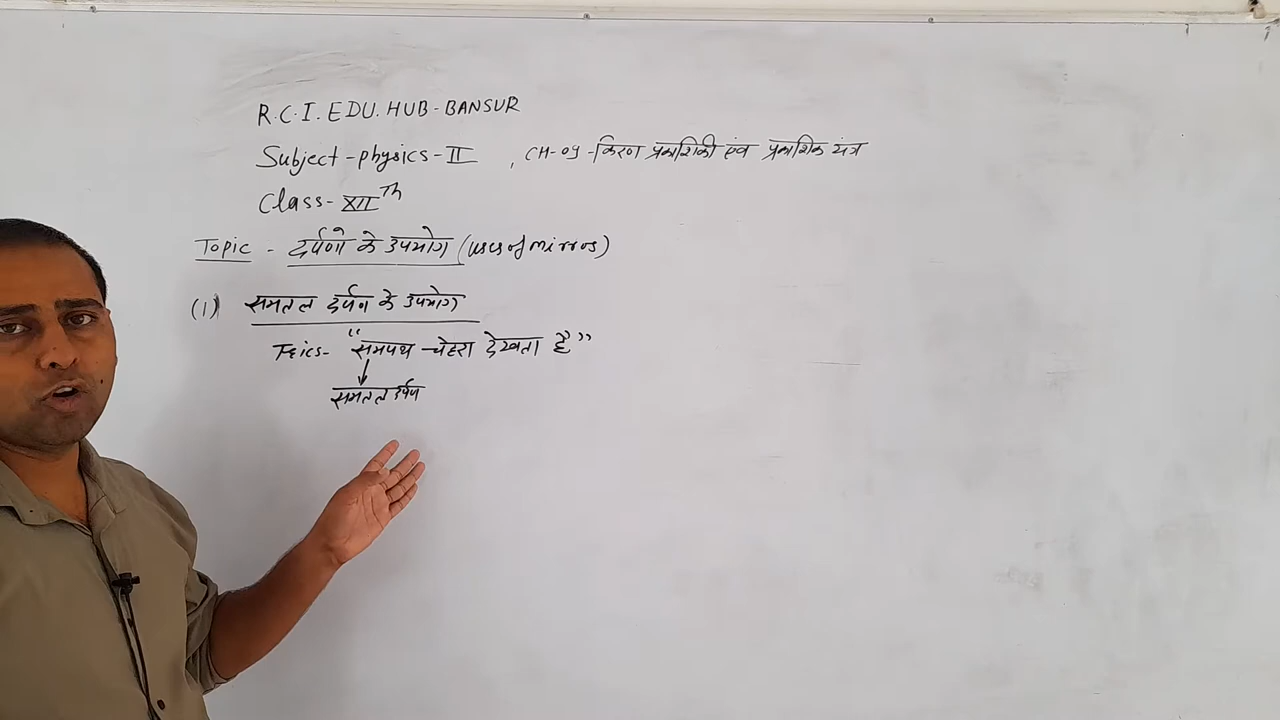 R.C.I. EDU. HUB - BANSUR
Subject - physics - II , CH-09 - किरण प्रकाशिकी एंव प्रकाशिक यंत्र
Class - XII Th
Topic - दर्पणो के उपयोग (uses of mirrors)
(1) समतल दर्पण के उपयोग
Trics - "समपथ चेहरा देखता है"
समतल दर्पण